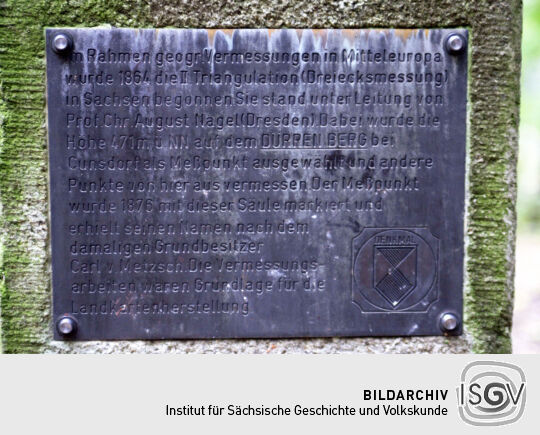 Im Rahmen geogr. Vermessungen in Mitteleuropa
wurde 1864 die II Triangulation (Dreiecksmessung)
in Sachsen begonnen. Sie stand unter Leitung von
Prof. Chr. August Nagel (Dresden). Dabei wurde die
Höhe 471m ü. NN auf dem DÜRREN BERG bei
Gunsdorf als Meßpunkt ausgewählt und andere
Punkte von hier aus vermessen. Der Meßpunkt
wurde 1876 mit dieser Säule markiert und
erhielt seinen Namen nach dem
damaligen Grundbesitzer
Carl v. Metzsch. Die Vermessungs
arbeiten waren Grundlage für die
Landkartenherstellung
DENKMAL
BILDARCHIV
Institut für Sächsische Geschichte und Volkskunde
ISGV